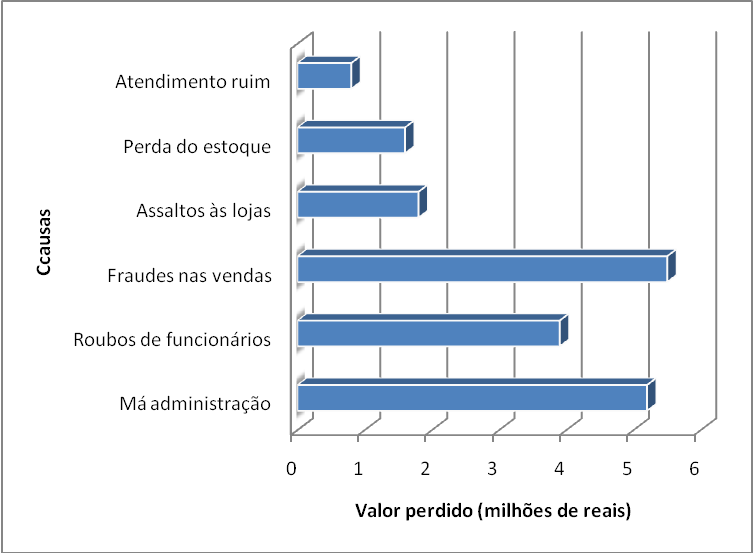 Atendimento ruim
Perda do estoque
Assaltos às lojas
Fraudes nas vendas
Roubos de funcionários
Má administração
Ccausas
0 1 2 3 4 5 6
Valor perdido (milhões de reais)